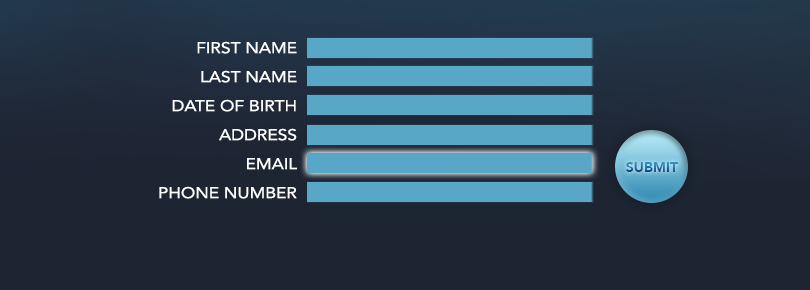 FIRST NAME
LAST NAME
DATE OF BIRTH
ADDRESS
EMAIL
PHONE NUMBER
SUBMIT